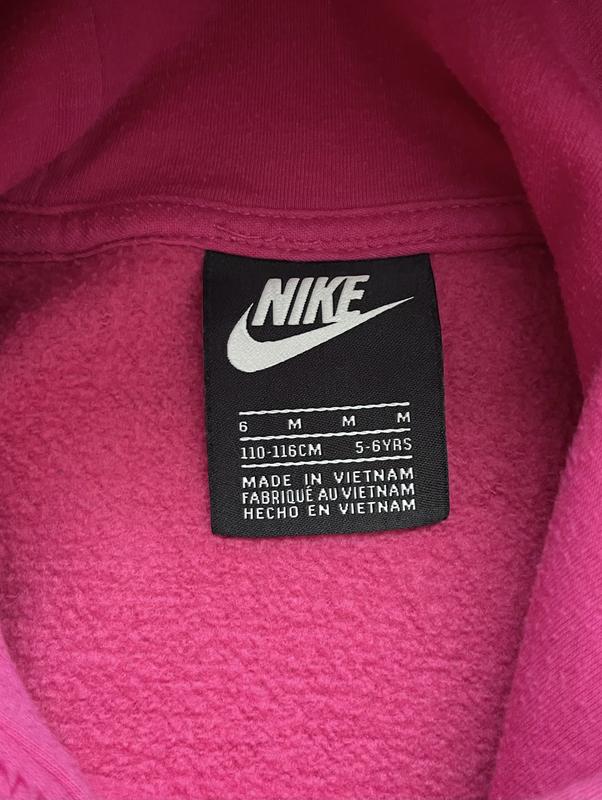 NIKE
6 M M M
110-116CM 5-6YRS
MADE IN VIETNAM
FABRIQUÉ AU VIETNAM
HECHO EN VIETNAM